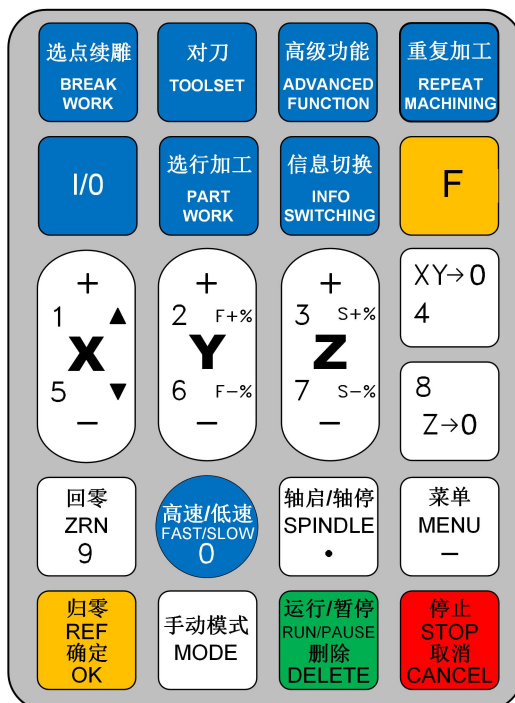 选点续雕
BREAK
WORK
对刀
TOOLSET
高级功能
ADVANCED
FUNCTION
重复加工
REPEAT
MACHINING
I/0
选行加工
PART
WORK
信息切换
INFO
SWITCHING
F
+
1 ▲
X
5 ▼
−
+
2 F+%
Y
6 F−%
−
+
3 S+%
Z
7 S−%
−
XY→0
4
8
Z→0
回零
ZRN
9
高速/低速
FAST/SLOW
0
轴启/轴停
SPINDLE
•
菜单
MENU
−
归零
REF
确定
OK
手动模式
MODE
运行/暂停
RUN/PAUSE
删除
DELETE
停止
STOP
取消
CANCEL